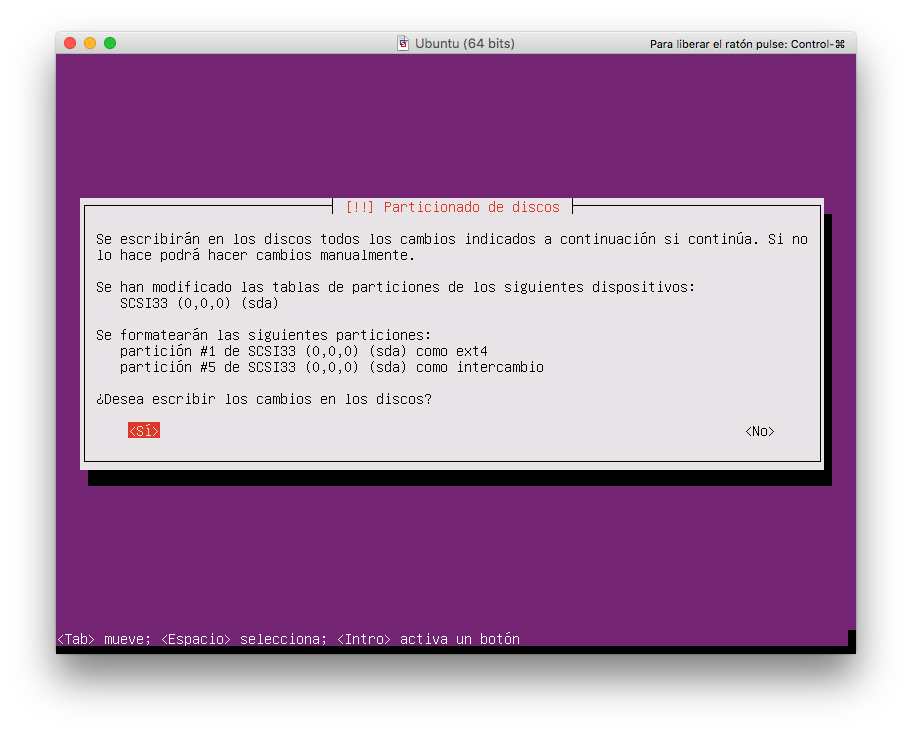 Ubuntu (64 bits)
Para liberar el ratón pulse: Control-⌘
[!!] Particionado de discos
Se escribirán en los discos todos los cambios indicados a continuación si continúa. Si no
lo hace podrá hacer cambios manualmente.
Se han modificado las tablas de particiones de los siguientes dispositivos:
SCSI33 (0,0,0) (sda)
Se formatearán las siguientes particiones:
partición #1 de SCSI33 (0,0,0) (sda) como ext4
partición #5 de SCSI33 (0,0,0) (sda) como intercambio
¿Desea escribir los cambios en los discos?
<Sí>
<No>
<Tab> mueve; <Espacio> selecciona; <Intro> activa un botón